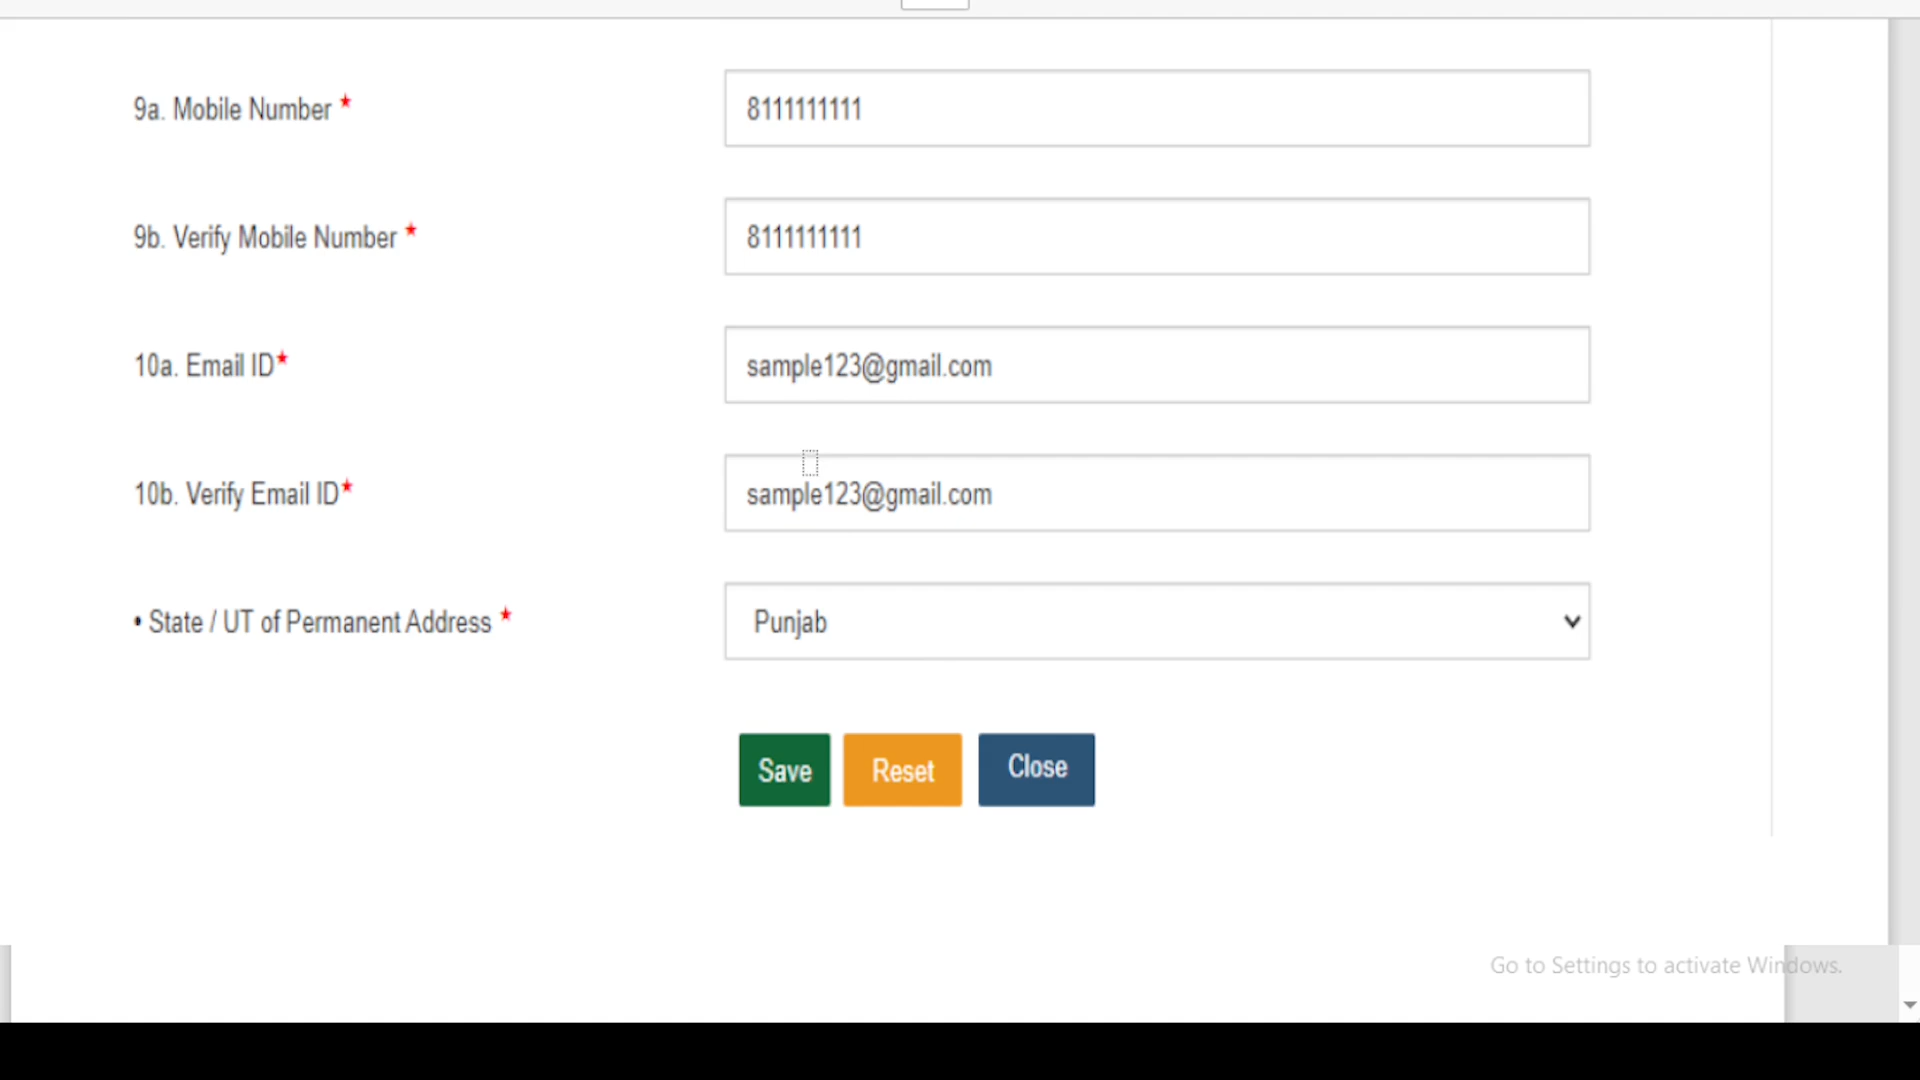 9a. Mobile Number * 8111111111
9b. Verify Mobile Number * 8111111111
10a. Email ID* sample123@gmail.com
10b. Verify Email ID* sample123@gmail.com
• State / UT of Permanent Address * Punjab
Save Reset Close
Go to Settings to activate Windows.